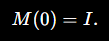 M(0) = I.